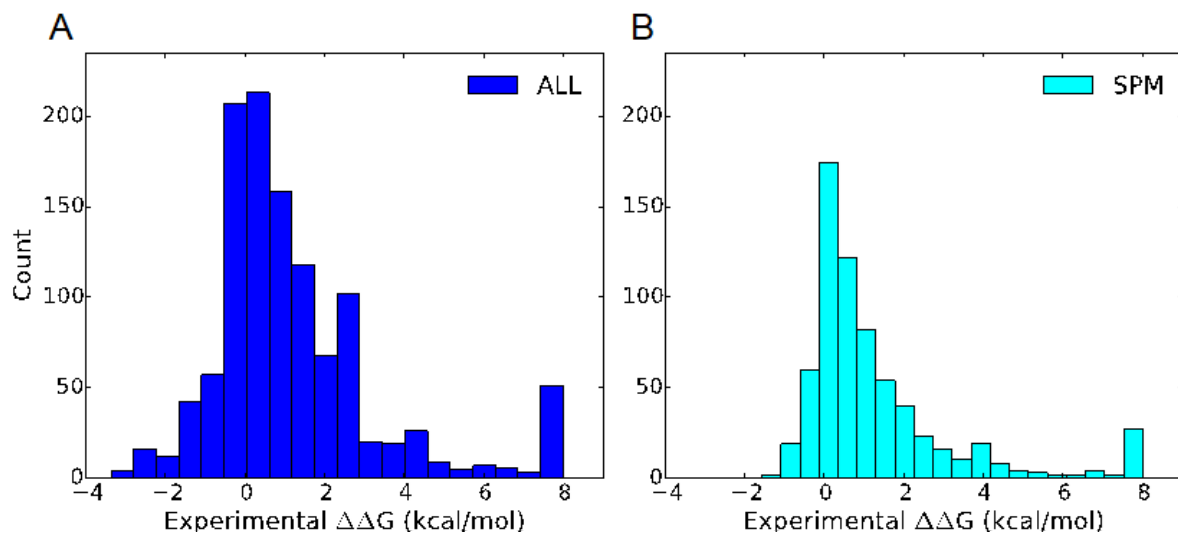 A
ALL
200
150
100
50
0
Count
−4 −2 0 2 4 6 8
Experimental ΔΔG (kcal/mol)
B
SPM
200
150
100
50
0
−4 −2 0 2 4 6 8
Experimental ΔΔG (kcal/mol)